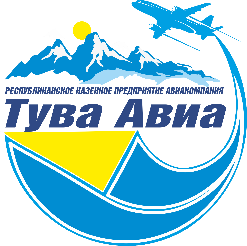 РЕСПУБЛИКАНСКОЕ КАЗЕННОЕ ПРЕДПРИЯТИЕ АВИАКОМПАНИЯ
Тува Авиа